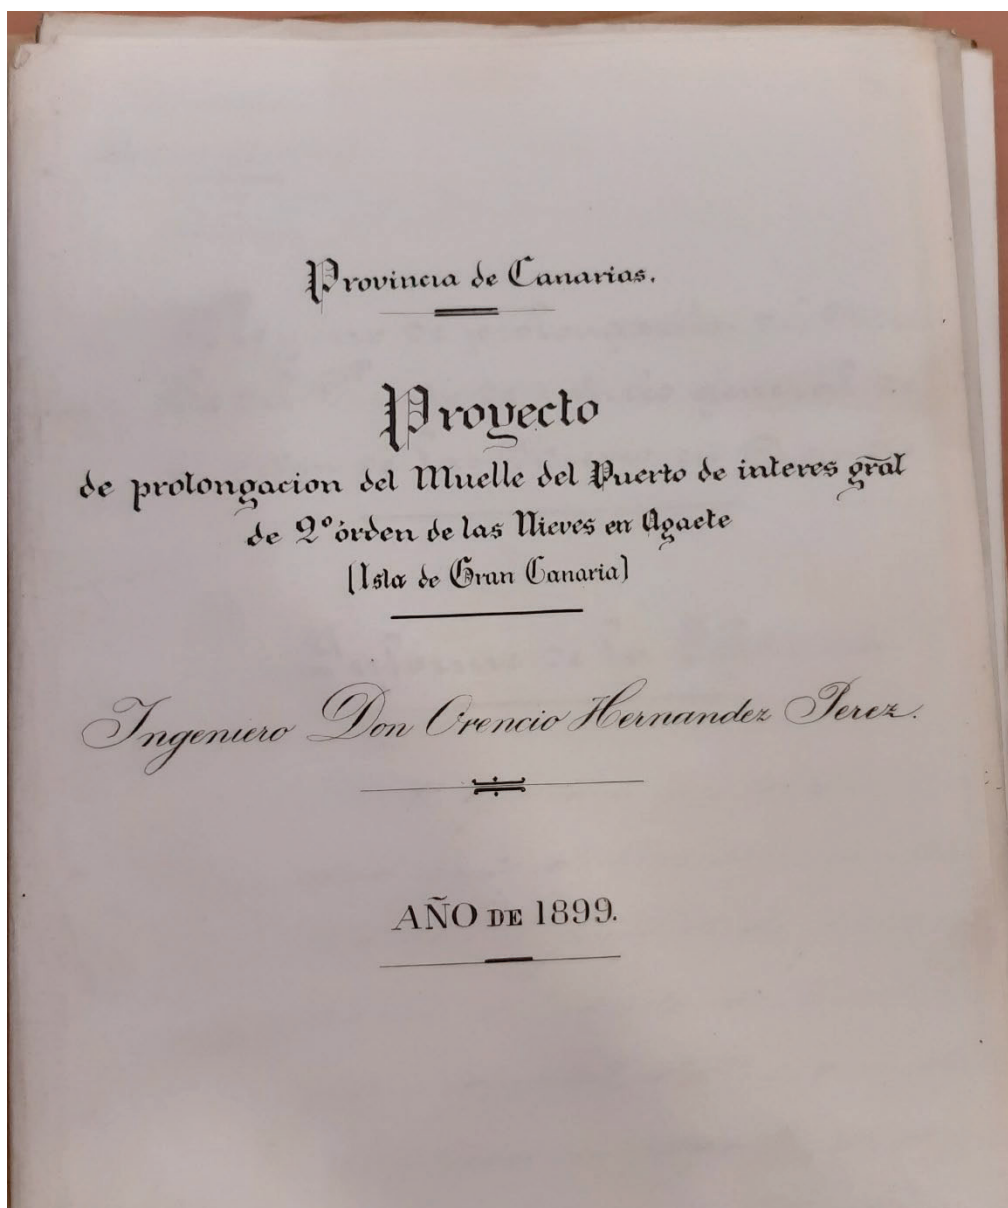 Provincia de Canarias.
Proyecto
de prolongacion del Muelle del Puerto de interes grāl
de 2º órden de las Nieves en Agaete
(Isla de Gran Canaria)
Ingeniero Don Orencio Hernandez Perez.
AÑO DE 1899.